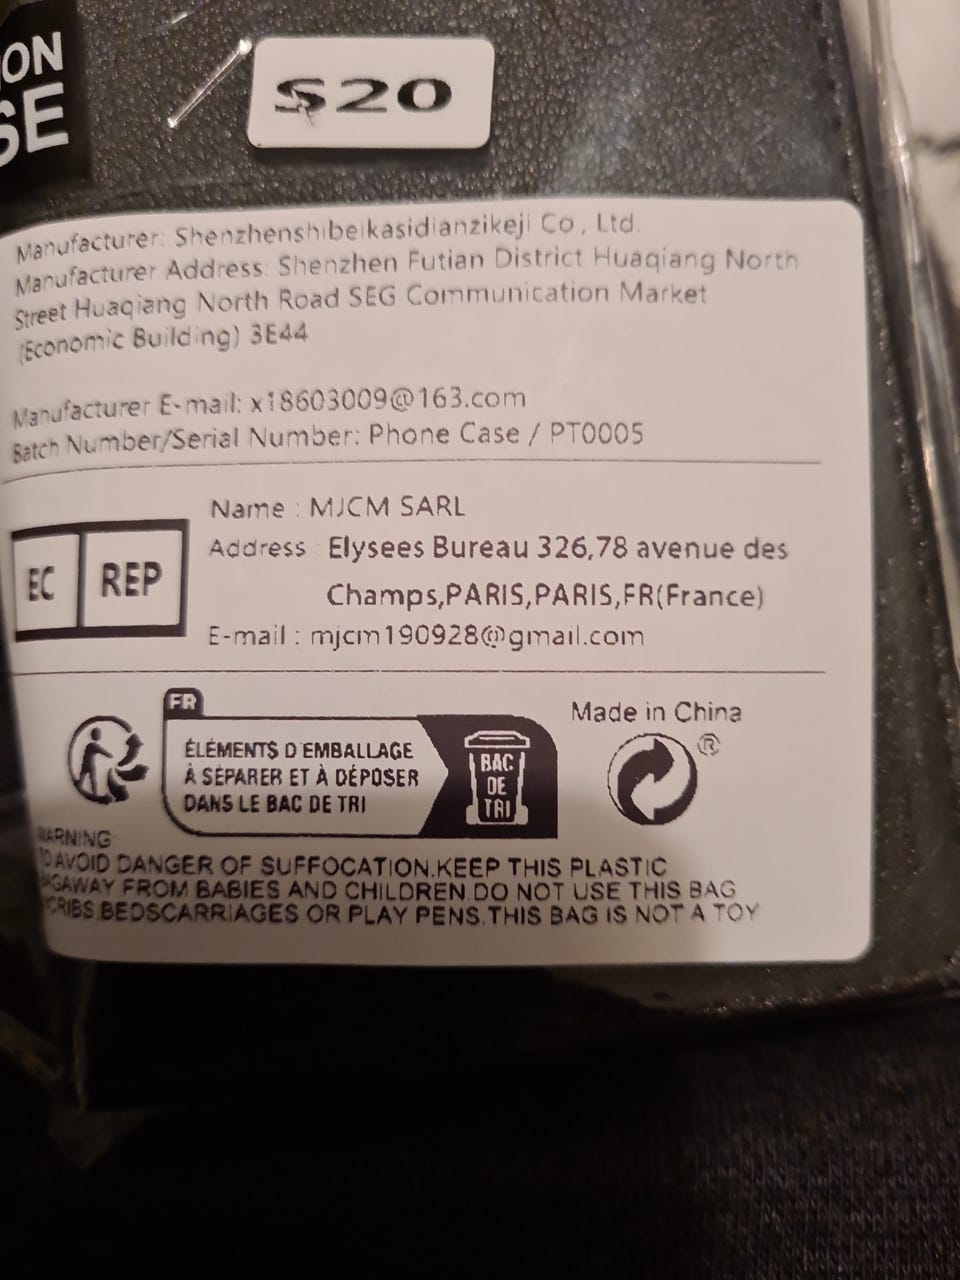 ON
SE
S20
Manufacturer: Shenzhenshibeikasidianzikeji Co., Ltd.
Manufacturer Address: Shenzhen Futian District Huaqiang North
Street Huaqiang North Road SEG Communication Market
(Economic Building) 3E44
Manufacturer E-mail: x18603009@163.com
Batch Number/Serial Number: Phone Case / PT0005
EC REP
Name : MJCM SARL
Address : Elysees Bureau 326,78 avenue des
Champs,PARIS,PARIS,FR(France)
E-mail : mjcm190928@gmail.com
FR
ÉLÉMENTS D'EMBALLAGE
À SÉPARER ET À DÉPOSER
DANS LE BAC DE TRI
BAC
DE
TRI
Made in China
®
WARNING:
TO AVOID DANGER OF SUFFOCATION.KEEP THIS PLASTIC
AGAWAY FROM BABIES AND CHILDREN.DO NOT USE THIS BAG
CRIBS.BEDSCARRIAGES OR PLAY PENS.THIS BAG IS NOT A TOY